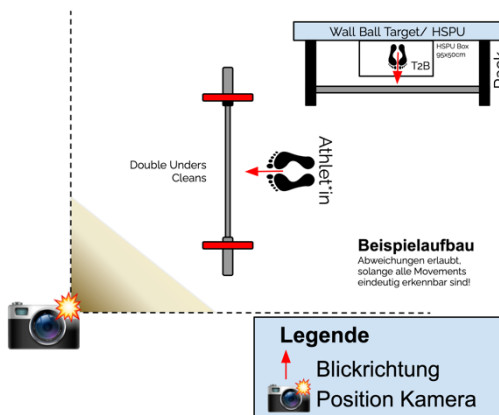 Wall Ball Target/ HSPU
HSPU Box
95x50cm
T2B
Rack
Double Unders
Cleans
Athlet*in
Beispielaufbau
Abweichungen erlaubt,
solange alle Movements
eindeutig erkennbar sind!
Legende
Blickrichtung
Position Kamera